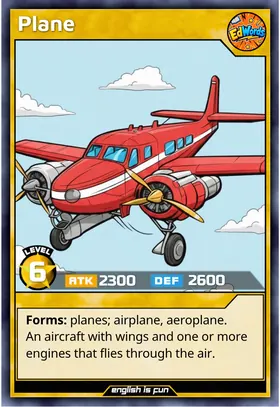 Plane
EdWords
LEVEL
6
ATK 2300 DEF 2600
Forms: planes; airplane, aeroplane.
An aircraft with wings and one or more
engines that flies through the air.
english is fun